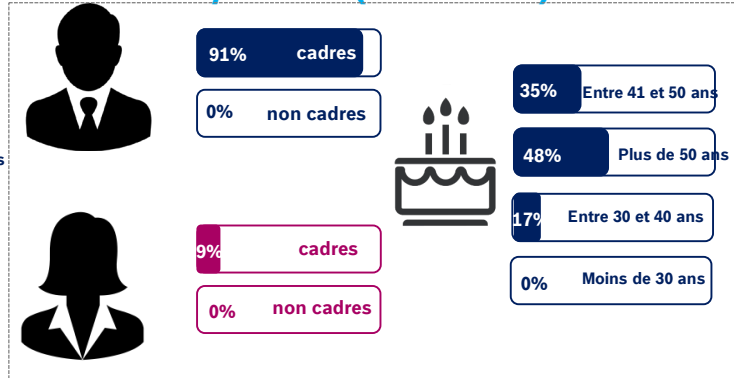 91% cadres
0% non cadres
9% cadres
0% non cadres
35% Entre 41 et 50 ans
48% Plus de 50 ans
17% Entre 30 et 40 ans
0% Moins de 30 ans